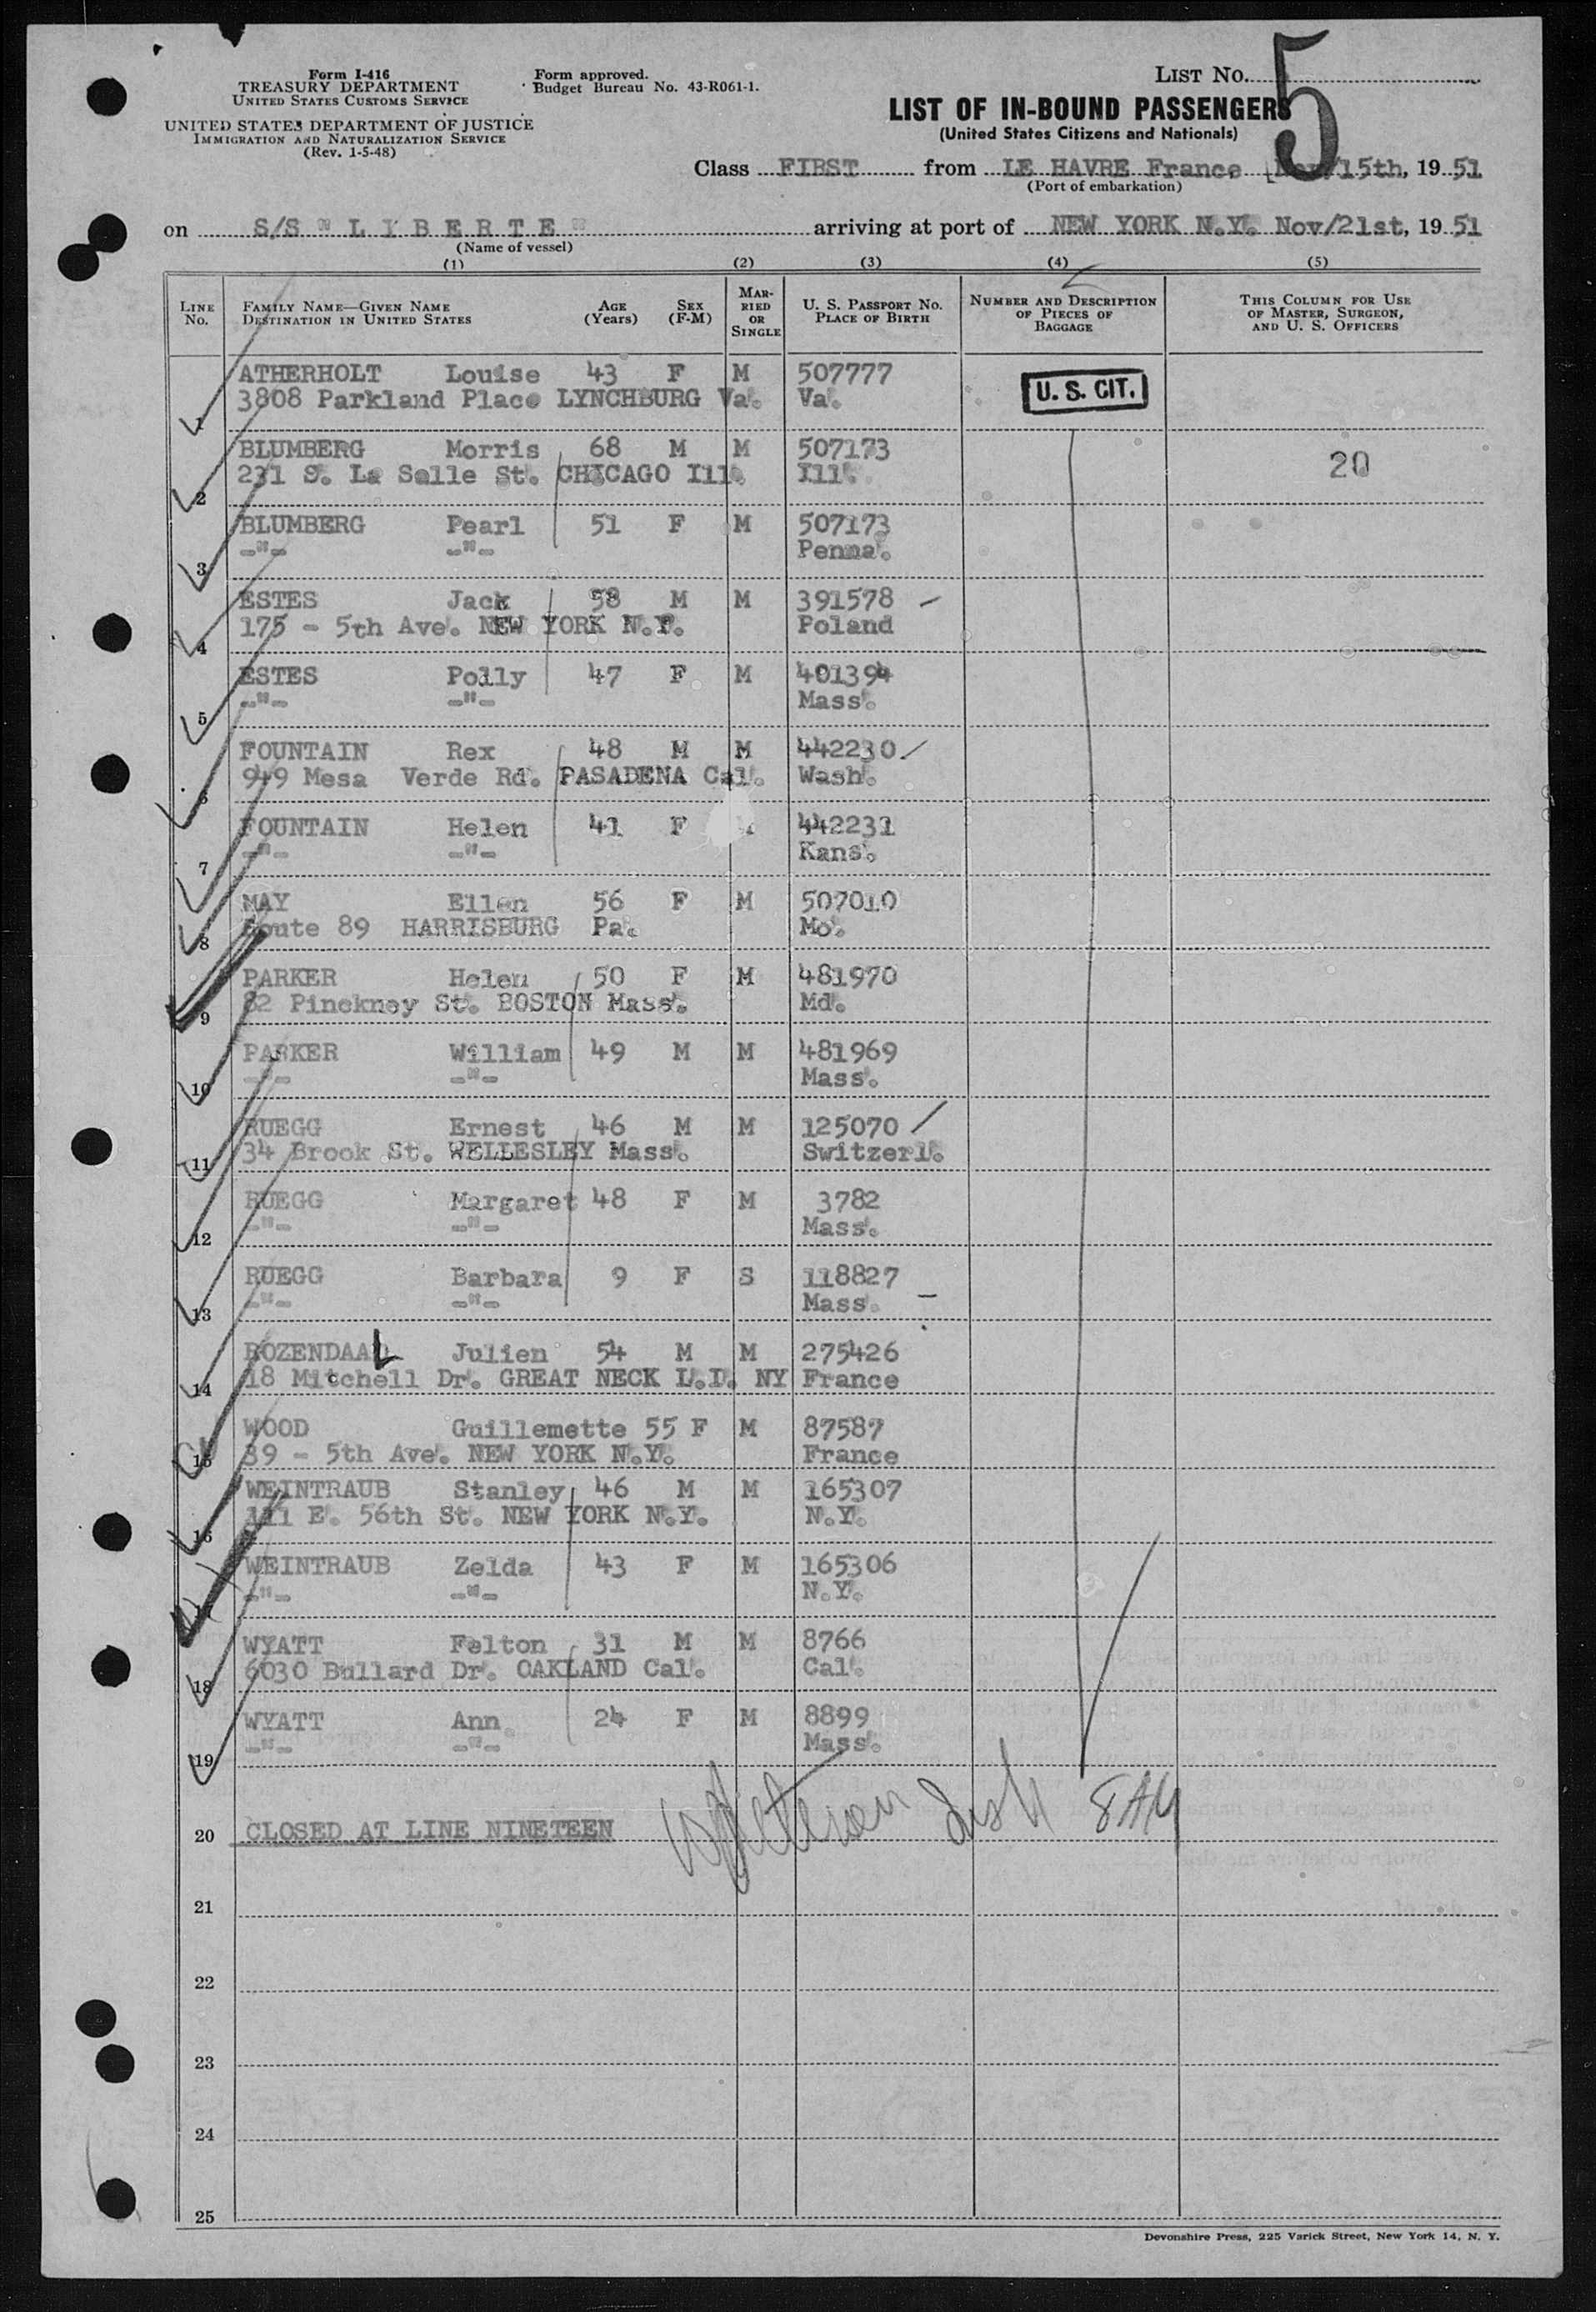 Form I-416
TREASURY DEPARTMENT
UNITED STATES CUSTOMS SERVICE
UNITED STATES DEPARTMENT OF JUSTICE
IMMIGRATION AND NATURALIZATION SERVICE
(Rev. 1-5-48)
Form approved.
Budget Bureau No. 43-R061-1.
LIST No. 5
LIST OF IN-BOUND PASSENGERS
(United States Citizens and Nationals)
Class FIRST from LE HAVRE France, Nov/15th, 19 51
(Port of embarkation)
on S/S " L I B E R T E " arriving at port of NEW YORK N.Y. Nov/21st, 19 51
(Name of vessel)
(1) (2) (3) (4) (5)
LINE No. FAMILY NAME—GIVEN NAME DESTINATION IN UNITED STATES AGE (Years) SEX (F-M) MARRIED OR SINGLE U. S. PASSPORT No. PLACE OF BIRTH NUMBER AND DESCRIPTION OF PIECES OF BAGGAGE THIS COLUMN FOR USE OF MASTER, SURGEON, AND U. S. OFFICERS
ATHERHOLT Louise 43 F M 507777
1 3808 Parkland Place LYNCHBURG Va. Va. U. S. CIT.
BLUMBERG Morris 68 M M 507173 20
2 231 S. La Salle St. CHICAGO Ill. Ill.
BLUMBERG Pearl 51 F M 507173
3 -"- -"- Penna.
ESTES Jack 58 M M 391578
4 175 - 5th Ave. NEW YORK N.Y. Poland
ESTES Polly 47 F M 401394
5 -"- -"- Mass.
FOUNTAIN Rex 48 M M 442230
6 949 Mesa Verde Rd. PASADENA Cal. Wash.
FOUNTAIN Helen 41 F 442231
7 -"- -"- Kans.
MAY Ellen 56 F M 507010
8 Route 89 HARRISBURG Pa. Mo.
PARKER Helen 50 F M 481970
9 82 Pinckney St. BOSTON Mass. Md.
PARKER William 49 M M 481969
10 -"- -"- Mass.
RUEGG Ernest 46 M M 125070
11 34 Brook St. WELLESLEY Mass. Switzerl.
RUEGG Margaret 48 F M 3782
12 -"- -"- Mass.
RUEGG Barbara 9 F S 118827
13 -"- -"- Mass.
ROZENDAAL Julien 54 M M 275426
14 18 Mitchell Dr. GREAT NECK L.I. NY France
WOOD Guillemette 55 F M 87587
15 39 - 5th Ave. NEW YORK N.Y. France
WEINTRAUB Stanley 46 M M 165307
16 111 E. 56th St. NEW YORK N.Y. N.Y.
WEINTRAUB Zelda 43 F M 165306
17 -"- -"- N.Y.
WYATT Felton 31 M M 8766
18 6030 Bullard Dr. OAKLAND Cal. Cal.
WYATT Ann 24 F M 8899
19 -"- -"- Mass.
20 CLOSED AT LINE NINETEEN
21
22
23
24
25
Devonshire Press, 225 Varick Street, New York 14, N. Y.